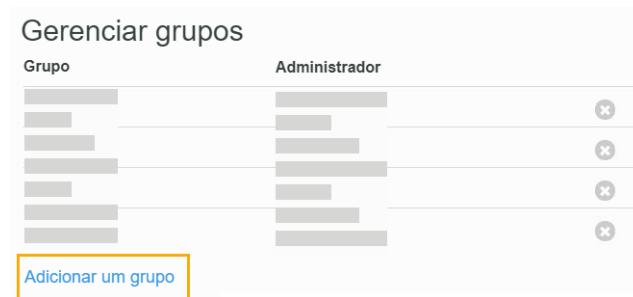 Gerenciar grupos
Grupo Administrador
Adicionar um grupo